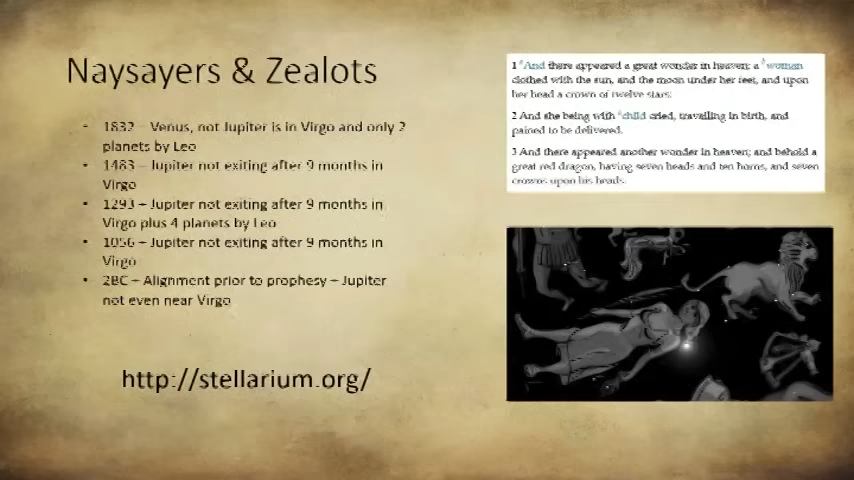 Naysayers & Zealots
- 1832 – Venus, not Jupiter is in Virgo and only 2
planets by Leo
• 1483 – Jupiter not exiting after 9 months in
Virgo
• 1293 – Jupiter not exiting after 9 months in
Virgo plus 4 planets by Leo
• 1056 – Jupiter not exiting after 9 months in
Virgo
• 2BC – Alignment prior to prophesy – Jupiter
not even near Virgo
http://stellarium.org/
1 And there appeared a great wonder in heaven; a woman
clothed with the sun, and the moon under her feet, and upon
her head a crown of twelve stars:
2 And she being with child cried, travailing in birth, and
pained to be delivered.
3 And there appeared another wonder in heaven; and behold a
great red dragon, having seven heads and ten horns, and seven
crowns upon his heads.